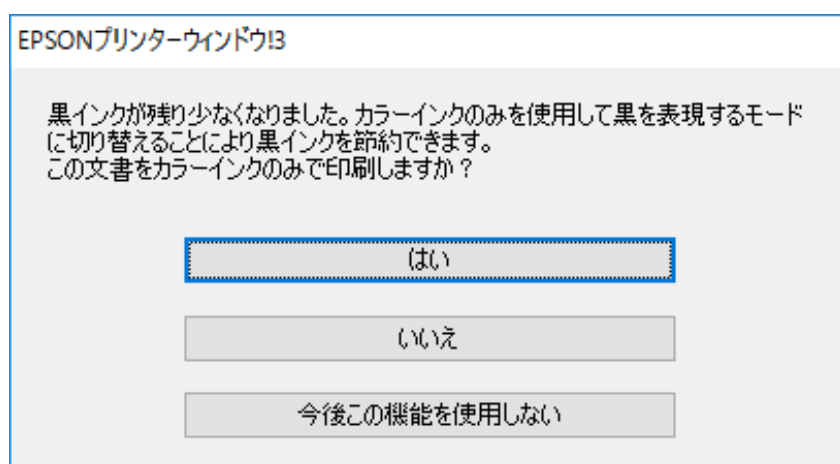 EPSONプリンターウィンドウ!3
黒インクが残り少なくなりました。カラーインクのみを使用して黒を表現するモード
に切り替えることにより黒インクを節約できます。
この文書をカラーインクのみで印刷しますか？
はい
いいえ
今後この機能を使用しない